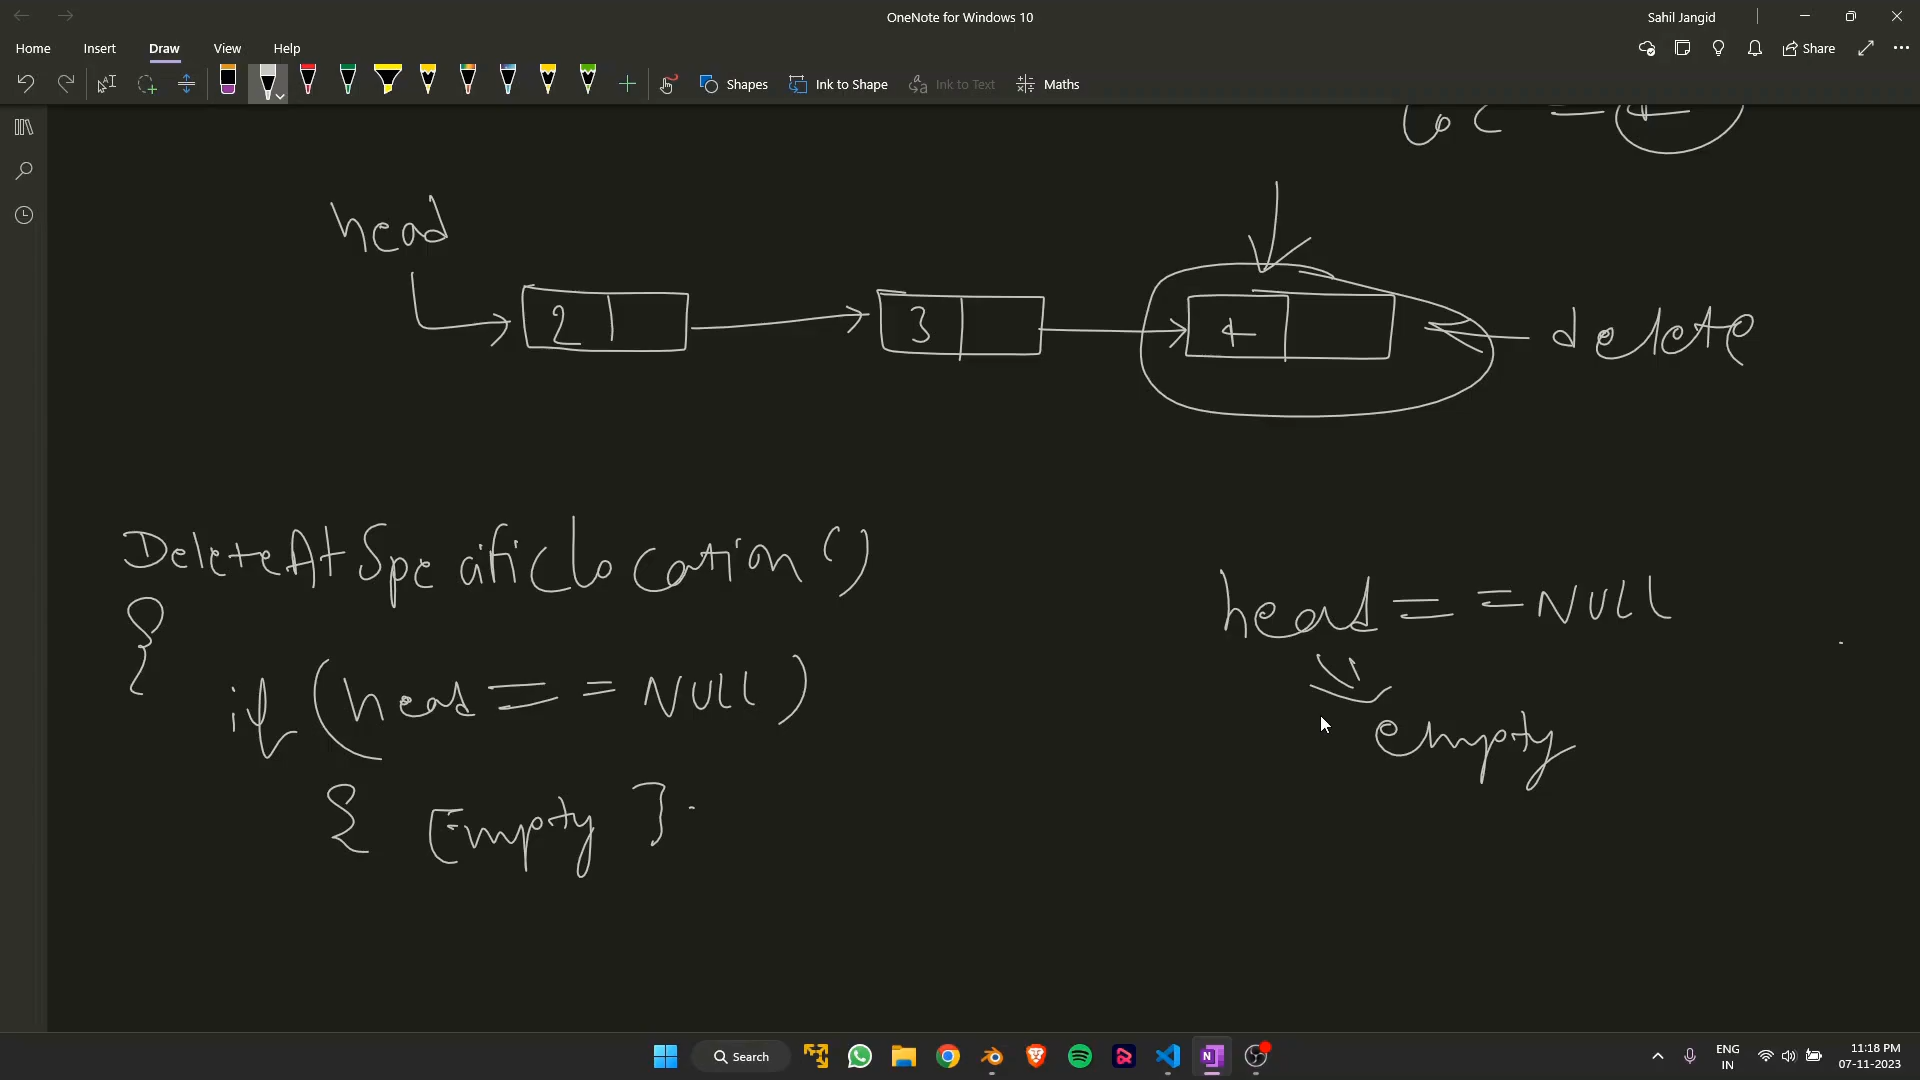 OneNote for Windows 10
Sahil Jangid
Home Insert Draw View Help
Share
Shapes Ink to Shape Ink to Text Maths
loc = 4
head
2 3 4 delete
DeleteAtSpecificlocation()
{
head == NULL
if (head == NULL)
empty
{ Empty }
Search
ENG
IN
11:18 PM
07-11-2023